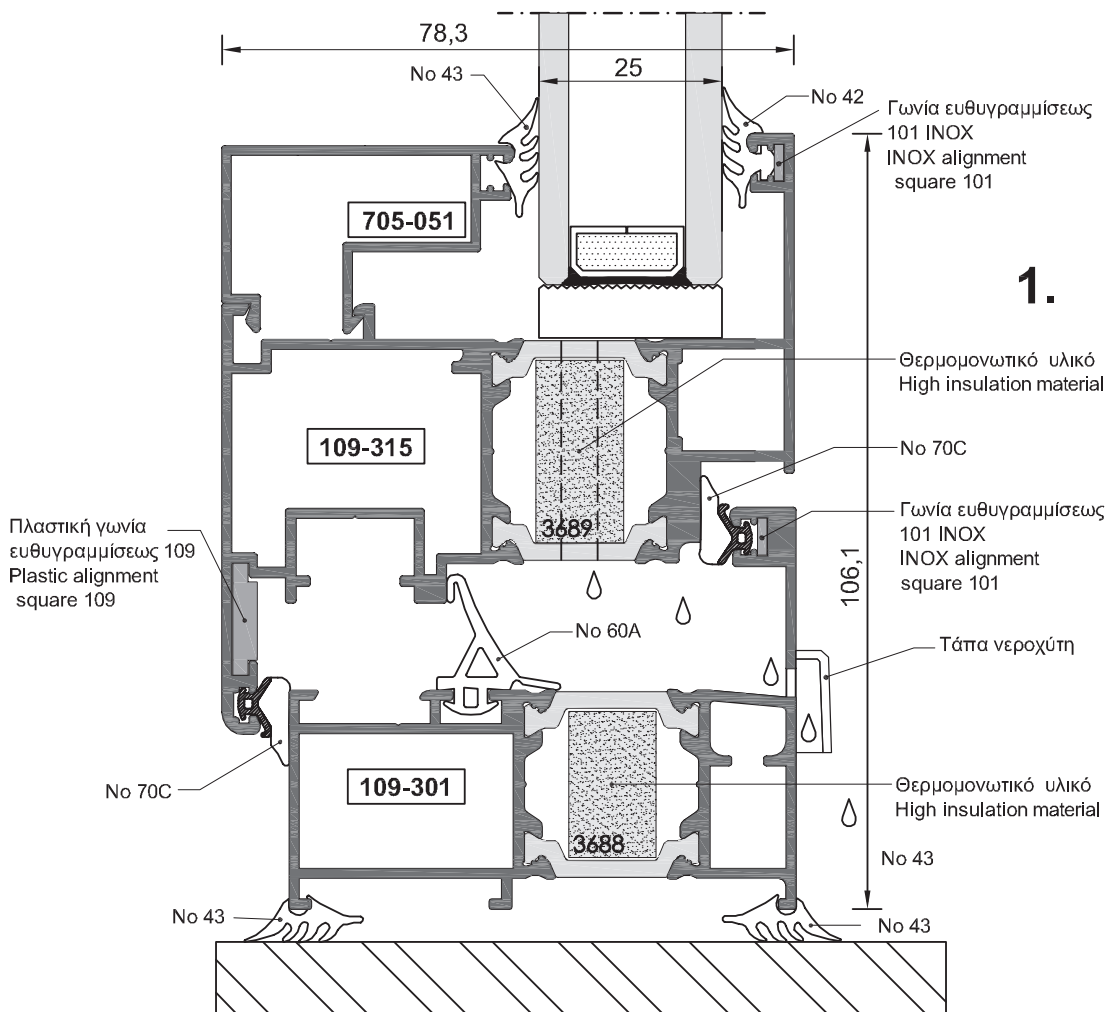 78,3
No 43
25
No 42
Γωνία ευθυγραμμίσεως
101 INOX
INOX alignment
square 101
705-051
1.
Θερμομονωτικό υλικό
High insulation material
109-315
No 70C
3689
Γωνία ευθυγραμμίσεως
101 INOX
INOX alignment
square 101
Πλαστική γωνία
ευθυγραμμίσεως 109
Plastic alignment
square 109
106,1
No 60A
Τάπα νεροχύτη
No 70C
109-301
Θερμομονωτικό υλικό
High insulation material
3688
No 43
No 43
No 43